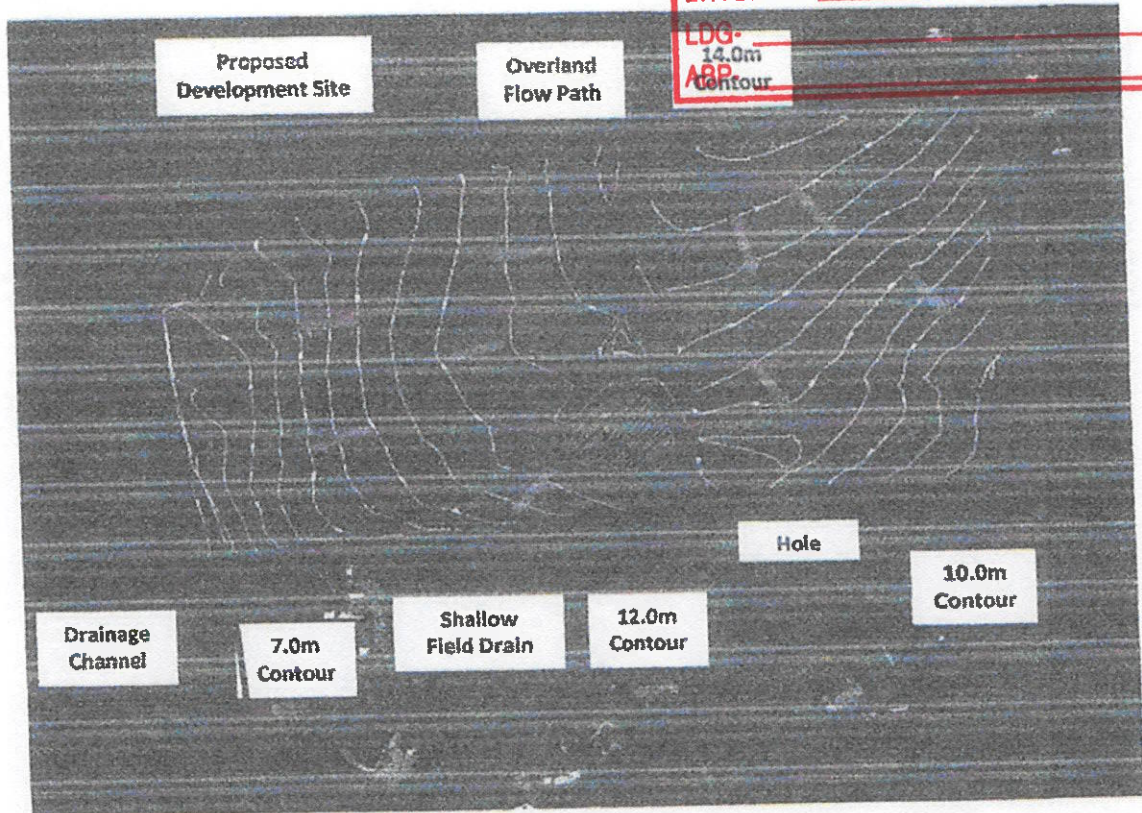 LDG-
ABP-
Proposed
Development Site
Overland
Flow Path
14.0m
Contour
Hole
10.0m
Contour
Drainage
Channel
7.0m
Contour
Shallow
Field Drain
12.0m
Contour